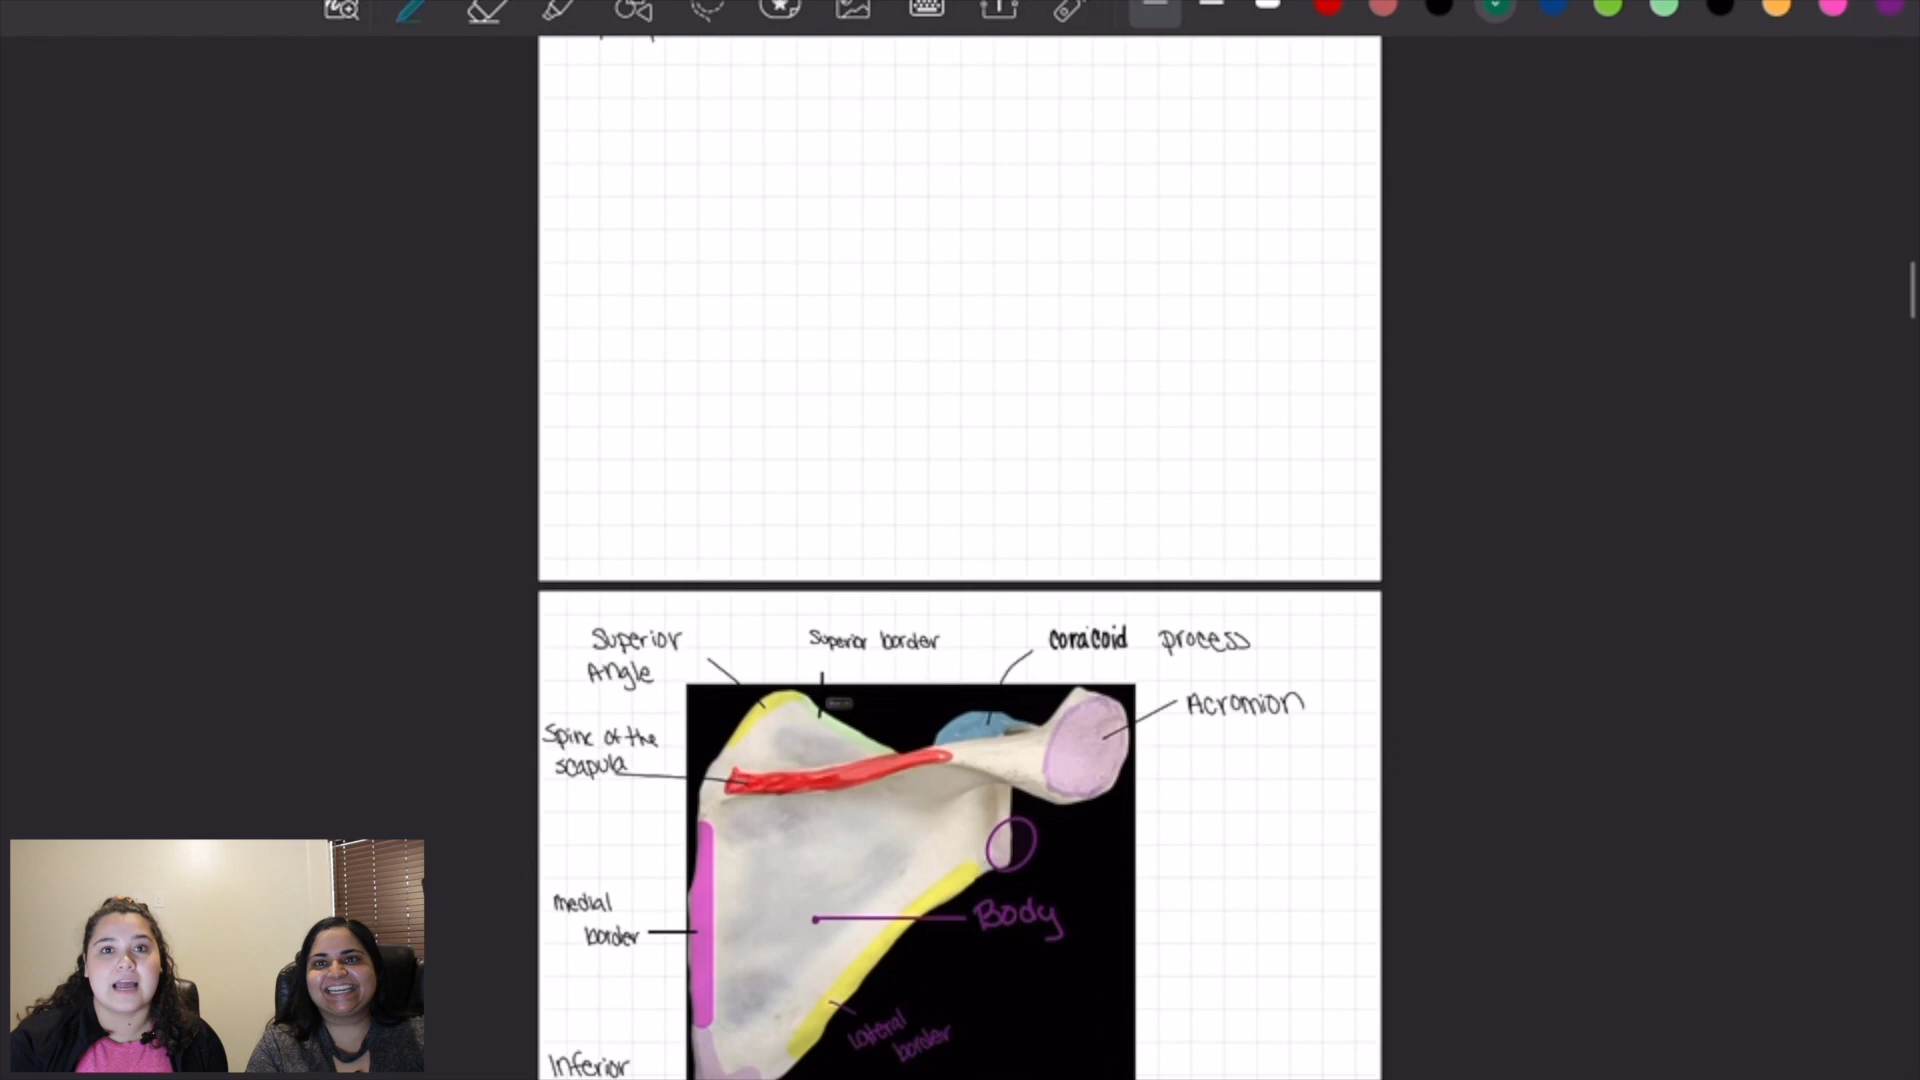 Superior
Angle
Superior border
coracoid process
Acromion
Spine of the
scapula
medial
border
Body
lateral
border
Inferior